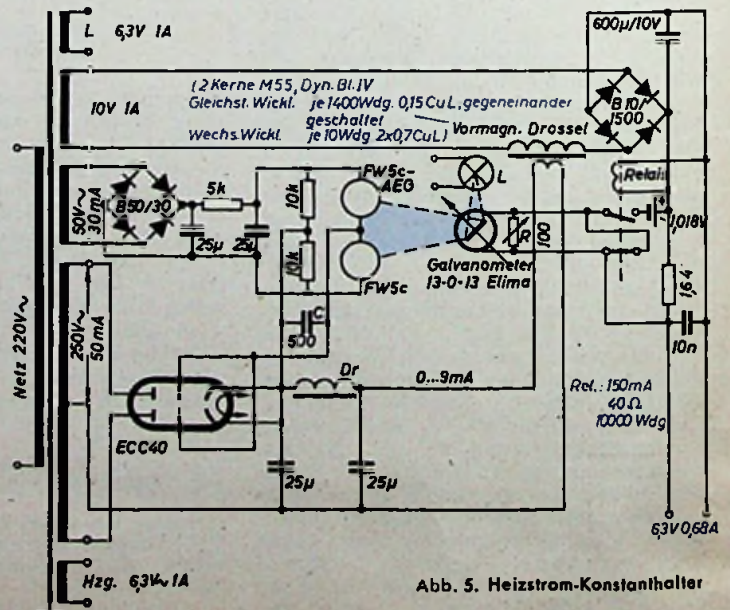 L 6,3V 1A
600µ/10V
10V 1A
(2 Kerne M55, Dyn. Bl. IV
Gleichst. Wickl. je 1400Wdg. 0,15 CuL, gegeneinander
geschaltet
Wechs. Wickl. je 10Wdg 2x0,7CuL)
Vormagn. Drossel
B10/
1500
Netz 220V~
50V~
30mA
B50/30
5k
25µ
25µ
10k
10k
FW5c-
AEG
FW5c
L
R
100
Galvanometer
13-0-13 Elima
Relais
1,018V
1,64
10n
250V~
50mA
C
500
Dr
0...9mA
ECC40
25µ
25µ
Rel.: 150mA
40Ω
10000 Wdg
6,3V 0,68A
Hzg. 6,3V~1A
Abb. 5. Heizstrom-Konstanthalter